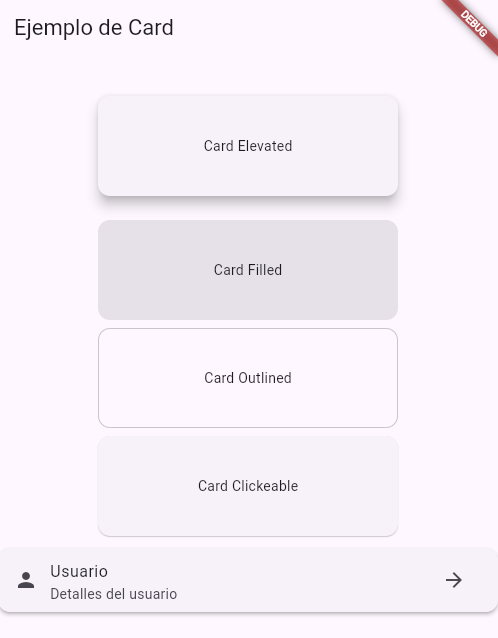 Ejemplo de Card
DEBUG
Card Elevated
Card Filled
Card Outlined
Card Clickeable
Usuario
Detalles del usuario